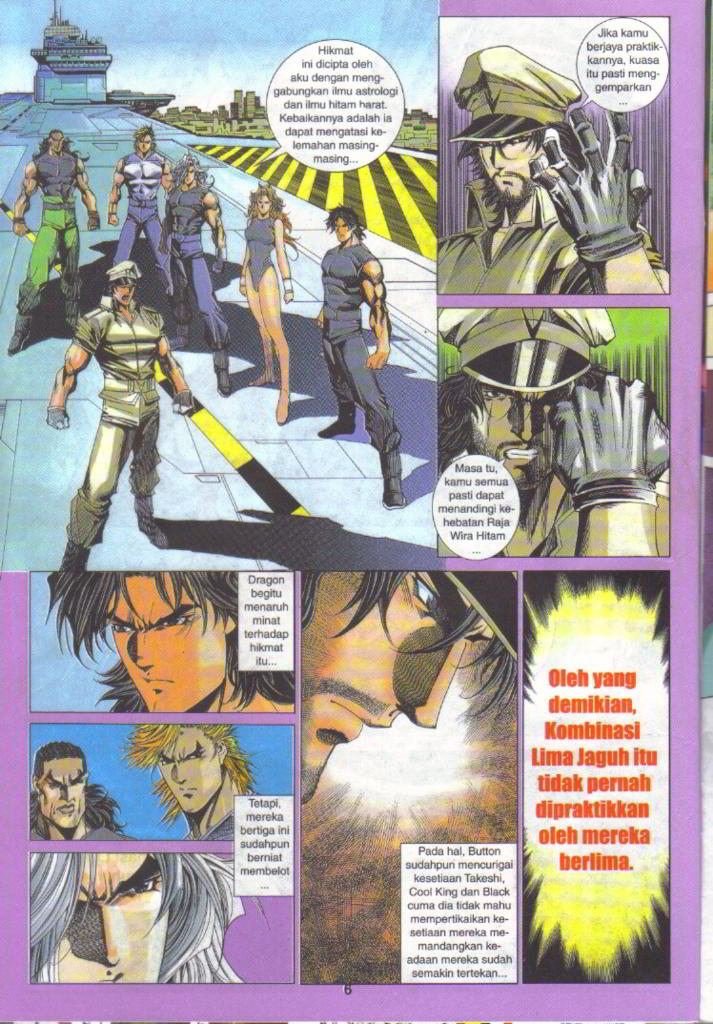 Hikmat
ini dicipta oleh
aku dengan meng-
gabungkan ilmu astrologi
dan ilmu hitam barat.
Kebaikannya adalah ia
dapat mengatasi ke-
lemahan masing-
masing...
Jika kamu
berjaya praktik-
kannya, kuasa
itu pasti meng-
gemparkan
...
Masa tu,
kamu semua
pasti dapat
menandingi ke-
hebatan Raja
Wira Hitam
...
Dragon
begitu
menaruh
minat
terhadap
hikmat
itu...
Tetapi,
mereka
bertiga ini
sudahpun
berniat
membelot
...
Pada hal, Button
sudahpun mencurigai
kesetiaan Takeshi,
Cool King dan Black
cuma dia tidak mahu
mempertikaikan ke-
setiaan mereka me-
mandangkan ke-
adaan mereka sudah
semakin tertekan...
Oleh yang
demikian,
Kombinasi
Lima Jaguh itu
tidak pernah
dipraktikkan
oleh mereka
berlima.
6